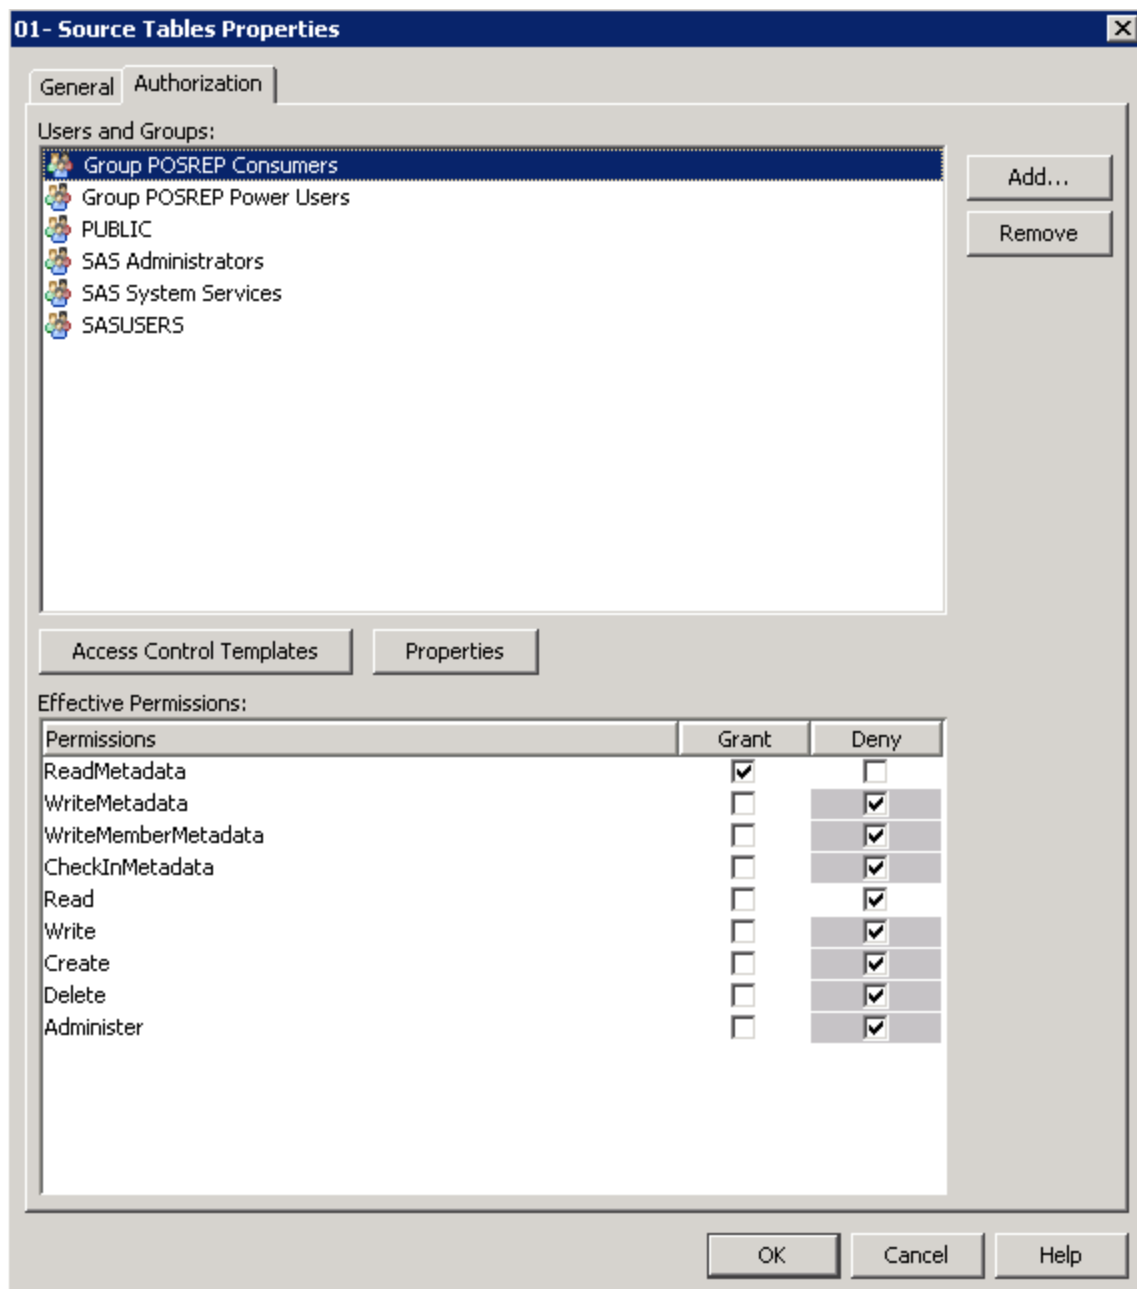 01- Source Tables Properties
General Authorization
Users and Groups:
Group POSREP Consumers
Group POSREP Power Users
PUBLIC
SAS Administrators
SAS System Services
SASUSERS
Add...
Remove
Access Control Templates Properties
Effective Permissions:
Permissions Grant Deny
ReadMetadata
WriteMetadata
WriteMemberMetadata
CheckInMetadata
Read
Write
Create
Delete
Administer
OK Cancel Help